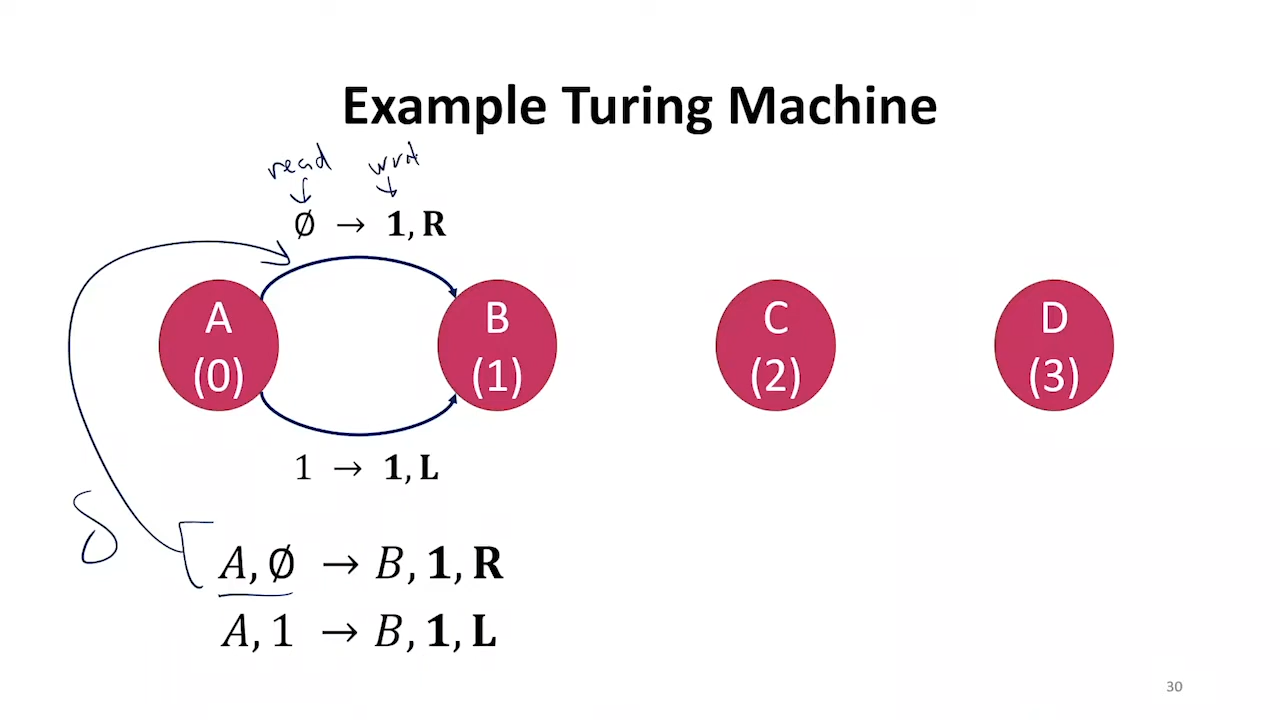 Example Turing Machine
read writ
∅ → 1, R
A B C D
(0) (1) (2) (3)
1 → 1, L
δ
A, ∅ → B, 1, R
A, 1 → B, 1, L
30